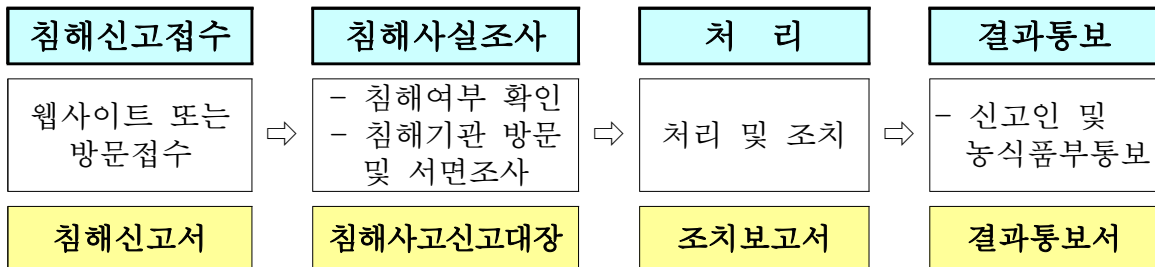 침해신고접수
침해사실조사
처 리
결과통보
웹사이트 또는
방문접수
⇨
- 침해여부 확인
- 침해기관 방문
및 서면조사
⇨
처리 및 조치
⇨
- 신고인 및
농식품부통보
침해신고서
침해사고신고대장
조치보고서
결과통보서